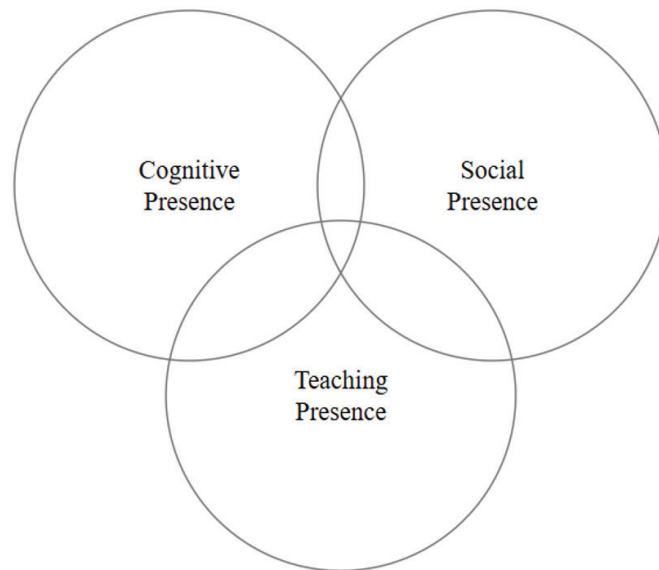 Cognitive
Presence
Social
Presence
Teaching
Presence